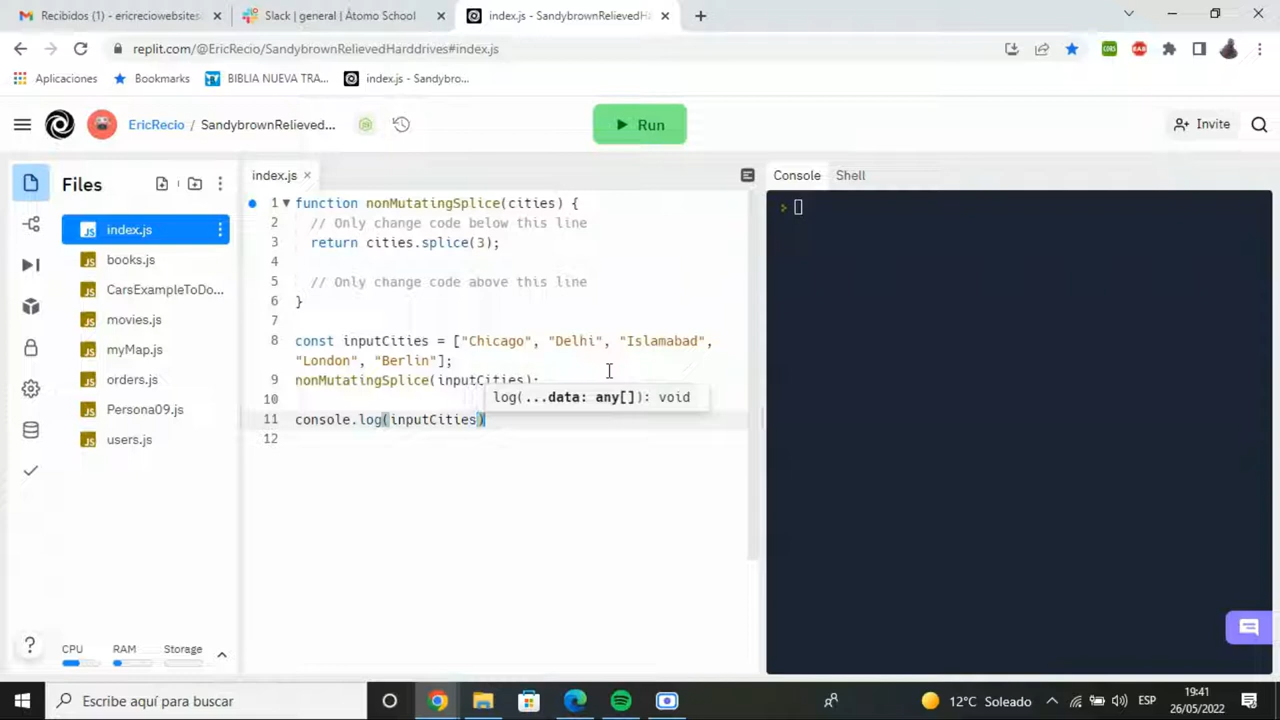 Recibidos (1) - ericreciowebsites
Slack | general | Átomo School
index.js - SandybrownRelievedHa
replit.com/@EricRecio/SandybrownRelievedHarddrives#index.js
Aplicaciones
Bookmarks
BIBLIA NUEVA TRA...
index.js - Sandybro...
EricRecio / SandybrownRelieved...
Run
Invite
Files
index.js
Console
Shell
index.js
books.js
CarsExampleToDo...
movies.js
myMap.js
orders.js
Persona09.js
users.js
1 function nonMutatingSplice(cities) {
2 // Only change code below this line
3 return cities.splice(3);
4
5 // Only change code above this line
6 }
7
8 const inputCities = ["Chicago", "Delhi", "Islamabad",
"London", "Berlin"];
9 nonMutatingSplice(inputCities);
10
log(...data: any[]): void
11 console.log(inputCities)
12
>
CPU
RAM
Storage
Escribe aquí para buscar
12°C Soleado
ESP
19:41
26/05/2022